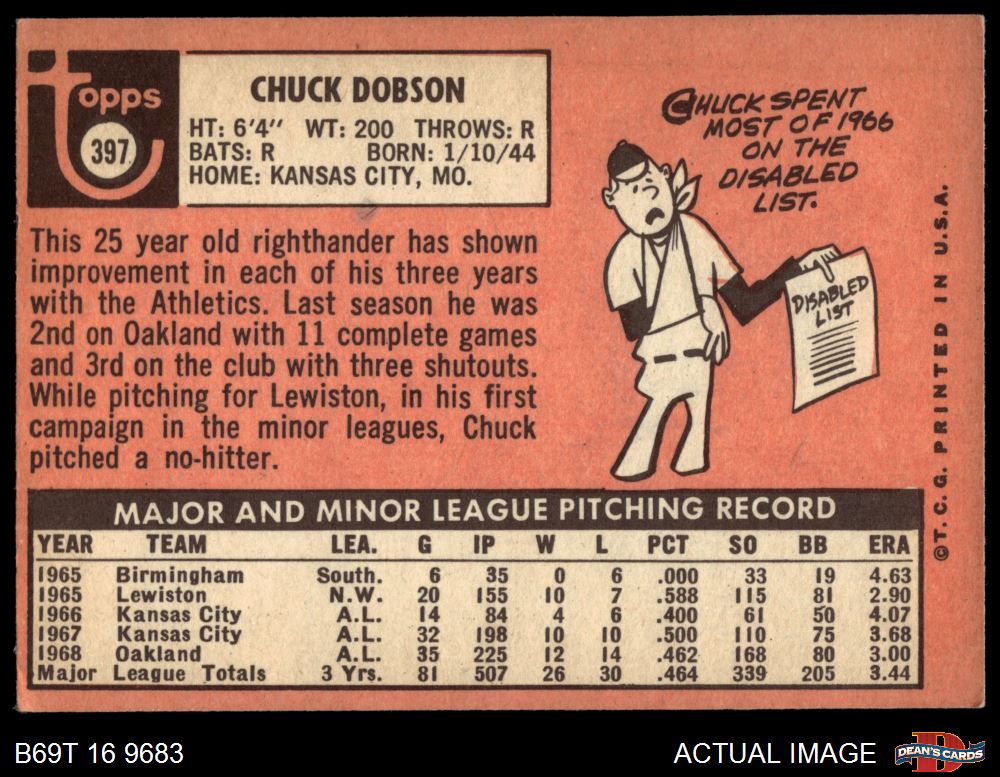 topps
397
CHUCK DOBSON
HT: 6'4" WT: 200 THROWS: R
BATS: R BORN: 1/10/44
HOME: KANSAS CITY, MO.
This 25 year old righthander has shown
improvement in each of his three years
with the Athletics. Last season he was
2nd on Oakland with 11 complete games
and 3rd on the club with three shutouts.
While pitching for Lewiston, in his first
campaign in the minor leagues, Chuck
pitched a no-hitter.
CHUCK SPENT
MOST OF 1966
ON THE
DISABLED
LIST.
DISABLED
LIST
©T. C. G. PRINTED IN U.S.A.
MAJOR AND MINOR LEAGUE PITCHING RECORD
YEAR TEAM LEA. G IP W L PCT SO BB ERA
1965 Birmingham South. 6 35 0 6 .000 33 19 4.63
1965 Lewiston N.W. 20 155 10 7 .588 115 81 2.90
1966 Kansas City A.L. 14 84 4 6 .400 61 50 4.07
1967 Kansas City A.L. 32 198 10 10 .500 110 75 3.68
1968 Oakland A.L. 35 225 12 14 .462 168 80 3.00
Major League Totals 3 Yrs. 81 507 26 30 .464 339 205 3.44
B69T 16 9683
ACTUAL IMAGE
D
DEAN'S CARDS